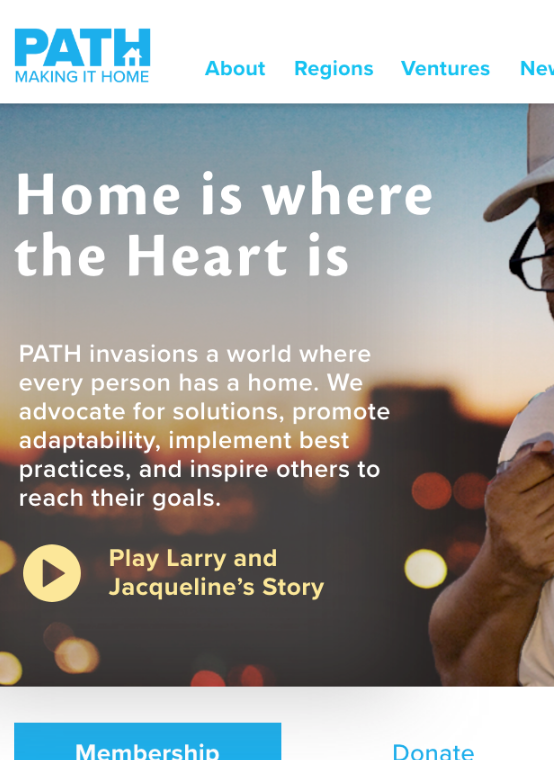 PATH
MAKING IT HOME
About Regions Ventures
Home is where
the Heart is
PATH invasions a world where
every person has a home. We
advocate for solutions, promote
adaptability, implement best
practices, and inspire others to
reach their goals.
Play Larry and
Jacqueline’s Story
Membership
Donate